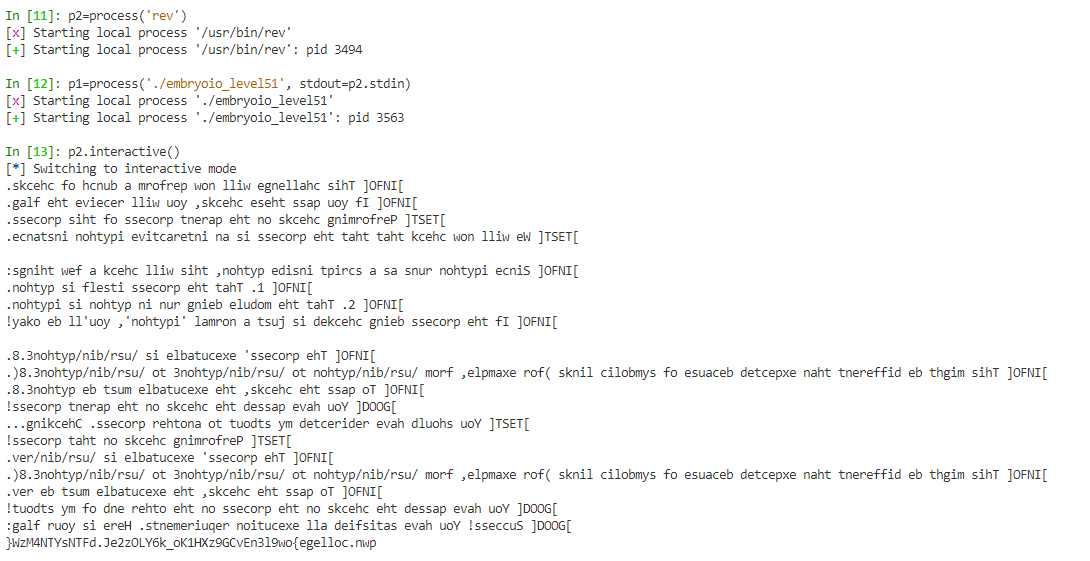 In [11]: p2=process('rev')
[x] Starting local process '/usr/bin/rev'
[+] Starting local process '/usr/bin/rev': pid 3494
In [12]: p1=process('./embryoio_level51', stdout=p2.stdin)
[x] Starting local process './embryoio_level51'
[+] Starting local process './embryoio_level51': pid 3563
In [13]: p2.interactive()
[*] Switching to interactive mode
.skcehc fo hcnub a mrofrep won lliw egnellahc sihT ]OFNI[
.galf eht eviecer lliw uoy ,skcehc eseht ssap uoy fI ]OFNI[
.ssecorp siht fo ssecorp tnerap eht no skcehc gnimrofreP ]TSET[
.ecnatsni nohtypi evitcaretni na si ssecorp eht taht taht kcehc won lliw eW ]TSET[
:sgniht wef a kcehc lliw siht ,nohtyp edisni tpircs a sa snur nohtypi ecniS ]OFNI[
.nohtyp si flesti ssecorp eht tahT .1 ]OFNI[
.nohtypi si nohtyp ni nur gnieb eludom eht tahT .2 ]OFNI[
!yako eb ll'uoy ,'nohtypi' lamron a tsuj si dekcehc gnieb ssecorp eht fI ]OFNI[
.8.3nohtyp/nib/rsu/ si elbatucexe 'ssecorp ehT ]OFNI[
.)8.3nohtyp/nib/rsu/ ot 3nohtyp/nib/rsu/ ot nohtyp/nib/rsu/ morf ,elpmaxe rof( sknil cilobmys fo esuaceb detcepxe naht tnereffid eb thgim sihT ]OFNI[
.8.3nohtyp eb tsum elbatucexe eht ,skcehc eht ssap oT ]OFNI[
!ssecorp tnerap eht no skcehc eht dessap evah uoY ]DOOG[
...gnikcehC .ssecorp rehtona ot tuodts ym detcerider evah dluohs uoY ]TSET[
!ssecorp taht no skcehc gnimrofreP ]TSET[
.ver/nib/rsu/ si elbatucexe 'ssecorp ehT ]OFNI[
.)8.3nohtyp/nib/rsu/ ot 3nohtyp/nib/rsu/ ot nohtyp/nib/rsu/ morf ,elpmaxe rof( sknil cilobmys fo esuaceb detcepxe naht tnereffid eb thgim sihT ]OFNI[
.ver eb tsum elbatucexe eht ,skcehc eht ssap oT ]OFNI[
!tuodts ym fo dne rehto eht no ssecorp eht no skcehc eht dessap evah uoY ]DOOG[
:galf ruoy si ereH .stnemeriuqer noitucexe lla deifsitas evah uoY !sseccuS ]DOOG[
}WzM4NTYsNTFd.Je2zOLY6k_oK1HXz9GCvEn3l9wo{egelloc.nwp